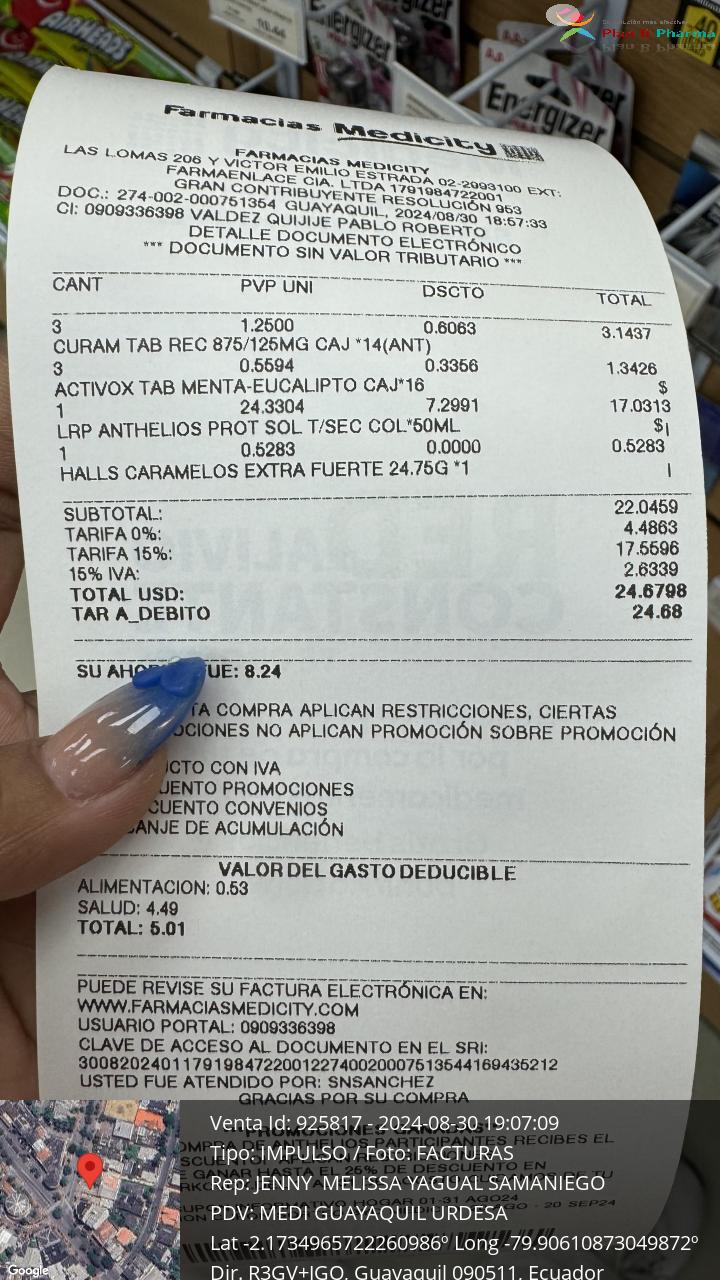 AIRHEADS
Energizer
Energizer
Plan B Pharma
Farmacias Medicity
FARMACIAS MEDICITY
LAS LOMAS 206 Y VICTOR EMILIO ESTRADA 02-2993100 EXT:
FARMAENLACE CIA. LTDA 1791984722001
GRAN CONTRIBUYENTE RESOLUCIÓN 953
DOC.: 274-002-000751354 GUAYAQUIL, 2024/08/30 18:57:33
CI: 0909336398 VALDEZ QUIJIJE PABLO ROBERTO
DETALLE DOCUMENTO ELECTRÓNICO
*** DOCUMENTO SIN VALOR TRIBUTARIO ***
CANT PVP UNI DSCTO TOTAL
3 1.2500 0.6063 3.1437
CURAM TAB REC 875/125MG CAJ *14(ANT)
3 0.5594 0.3356 1.3426
ACTIVOX TAB MENTA-EUCALIPTO CAJ*16 $
1 24.3304 7.2991 17.0313
LRP ANTHELIOS PROT SOL T/SEC COL*50ML $|
1 0.5283 0.0000 0.5283
HALLS CARAMELOS EXTRA FUERTE 24.75G *1 |
SUBTOTAL: 22.0459
TARIFA 0%: 4.4863
TARIFA 15%: 17.5596
15% IVA: 2.6339
TOTAL USD: 24.6798
TAR A_DEBITO 24.68
SU AHO UE: 8.24
TA COMPRA APLICAN RESTRICCIONES, CIERTAS
OCIONES NO APLICAN PROMOCIÓN SOBRE PROMOCIÓN
UCTO CON IVA
UENTO PROMOCIONES
CUENTO CONVENIOS
ANJE DE ACUMULACIÓN
VALOR DEL GASTO DEDUCIBLE
ALIMENTACION: 0.53
SALUD: 4.49
TOTAL: 5.01
PUEDE REVISE SU FACTURA ELECTRÓNICA EN:
WWW.FARMACIASMEDICITY.COM
USUARIO PORTAL: 0909336398
CLAVE DE ACCESO AL DOCUMENTO EN EL SRI:
3008202401179198472200122740020007513544169435212
USTED FUE ATENDIDO POR: SNSANCHEZ
GRACIAS POR SU COMPRA
Venta Id: 925817 - 2024-08-30 19:07:09
Tipo: IMPULSO / Foto: FACTURAS
Rep: JENNY MELISSA YAGUAL SAMANIEGO
PDV: MEDI GUAYAQUIL URDESA
Lat -2.1734965722260986º Long -79.90610873049872º
Dir. R3GV+JGQ, Guayaquil 090511, Ecuador
Google